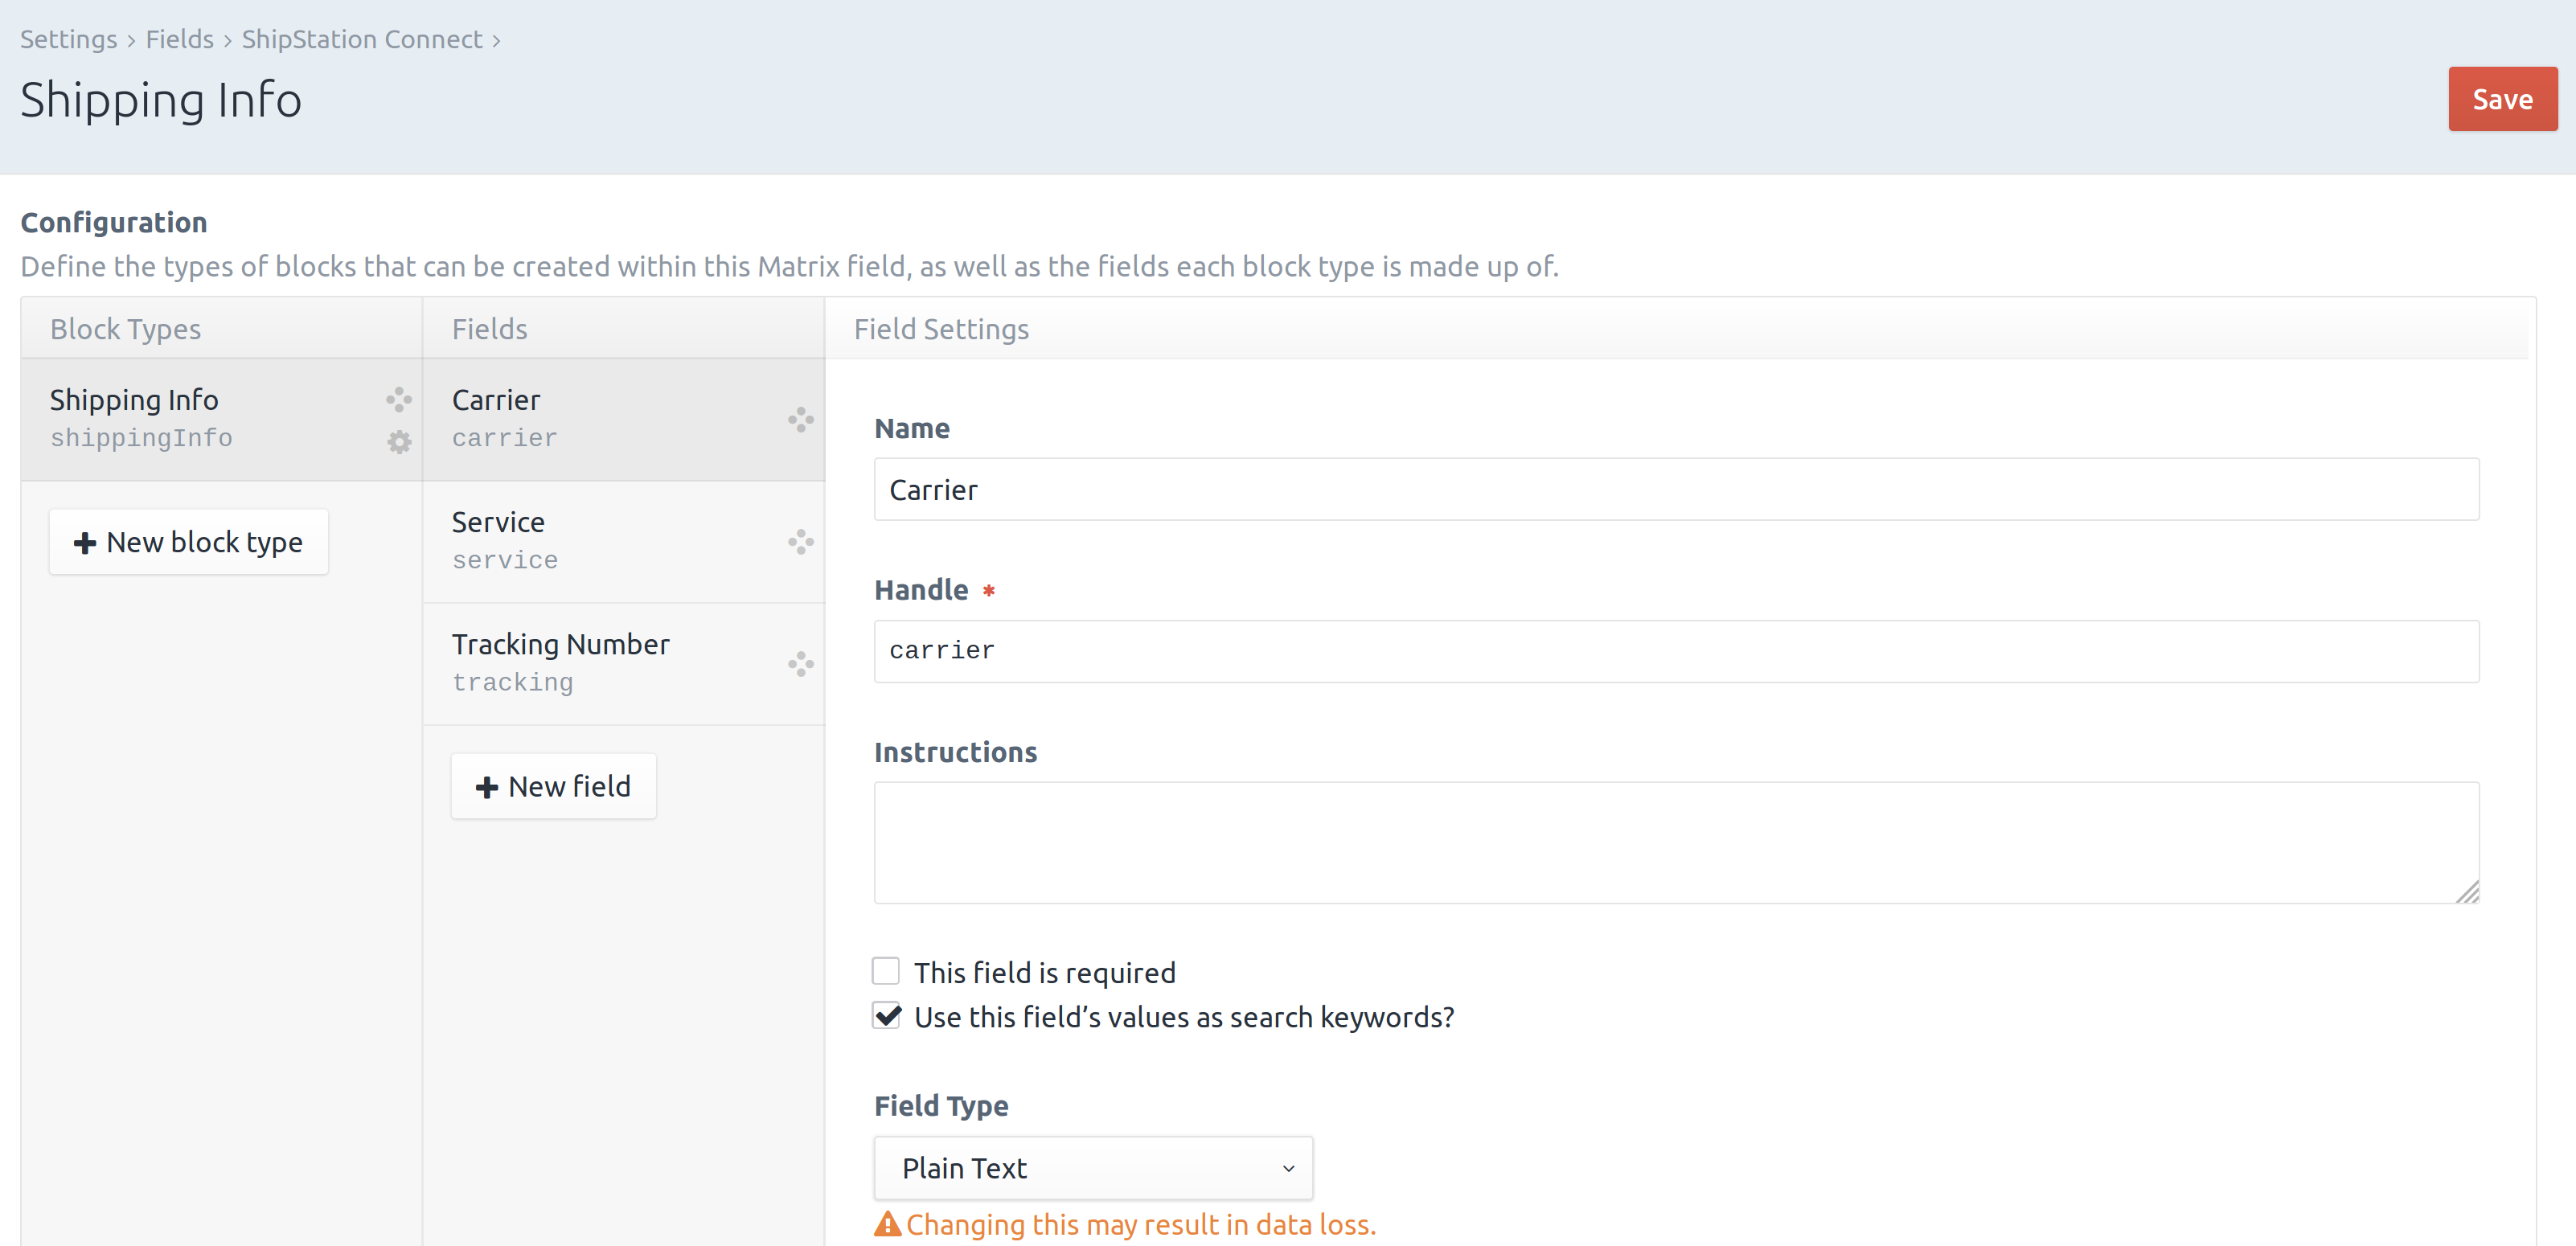 Settings › Fields › ShipStation Connect ›
Shipping Info
Save
Configuration
Define the types of blocks that can be created within this Matrix field, as well as the fields each block type is made up of.
Block Types
Shipping Info
shippingInfo
New block type
Fields
Carrier
carrier
Service
service
Tracking Number
tracking
New field
Field Settings
Name
Carrier
Handle *
carrier
Instructions
This field is required
Use this field’s values as search keywords?
Field Type
Plain Text
Changing this may result in data loss.